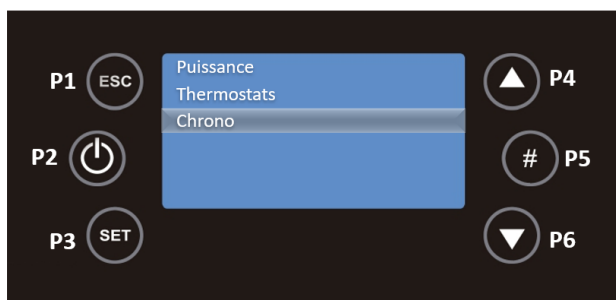 P1 ESC
P2
P3 SET
Puissance
Thermostats
Chrono
P4
# P5
P6